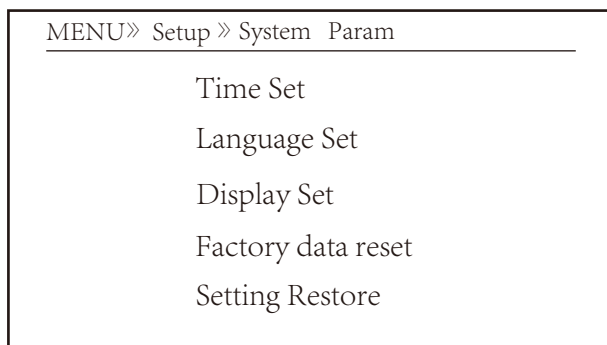 MENU» Setup » System Param
Time Set
Language Set
Display Set
Factory data reset
Setting Restore